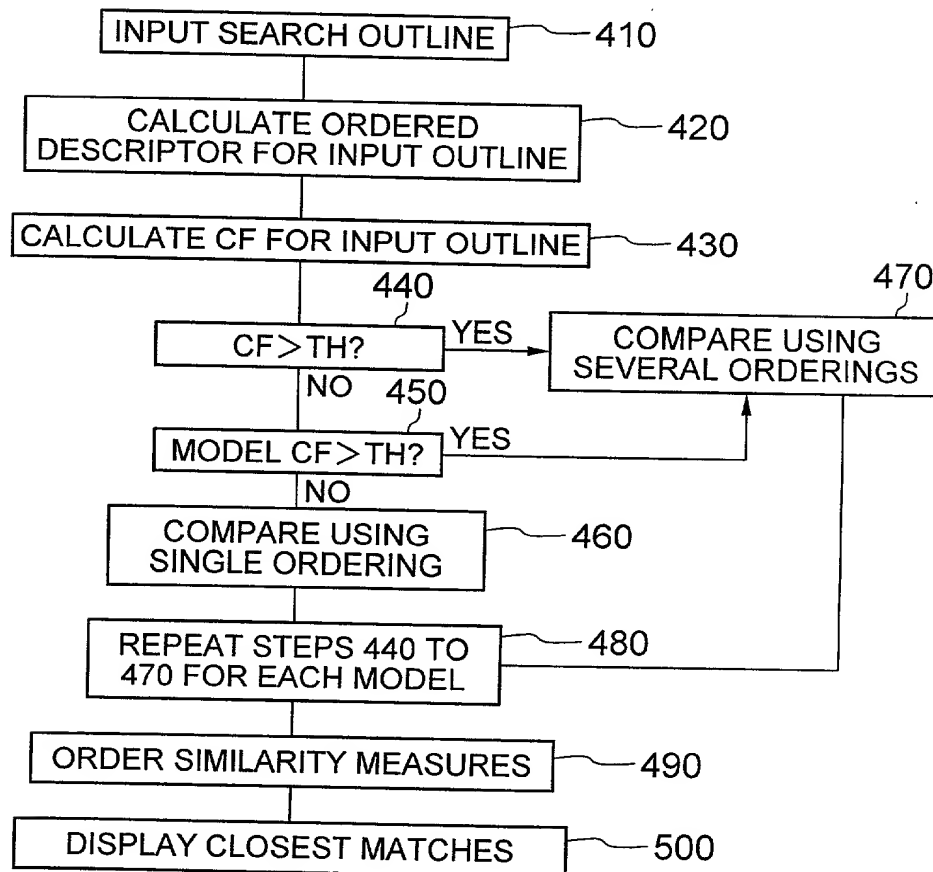 INPUT SEARCH OUTLINE
410
CALCULATE ORDERED
DESCRIPTOR FOR INPUT OUTLINE
420
CALCULATE CF FOR INPUT OUTLINE
430
440
CF>TH?
YES
NO
470
COMPARE USING
SEVERAL ORDERINGS
450
MODEL CF>TH?
YES
NO
COMPARE USING
SINGLE ORDERING
460
REPEAT STEPS 440 TO
470 FOR EACH MODEL
480
ORDER SIMILARITY MEASURES
490
DISPLAY CLOSEST MATCHES
500